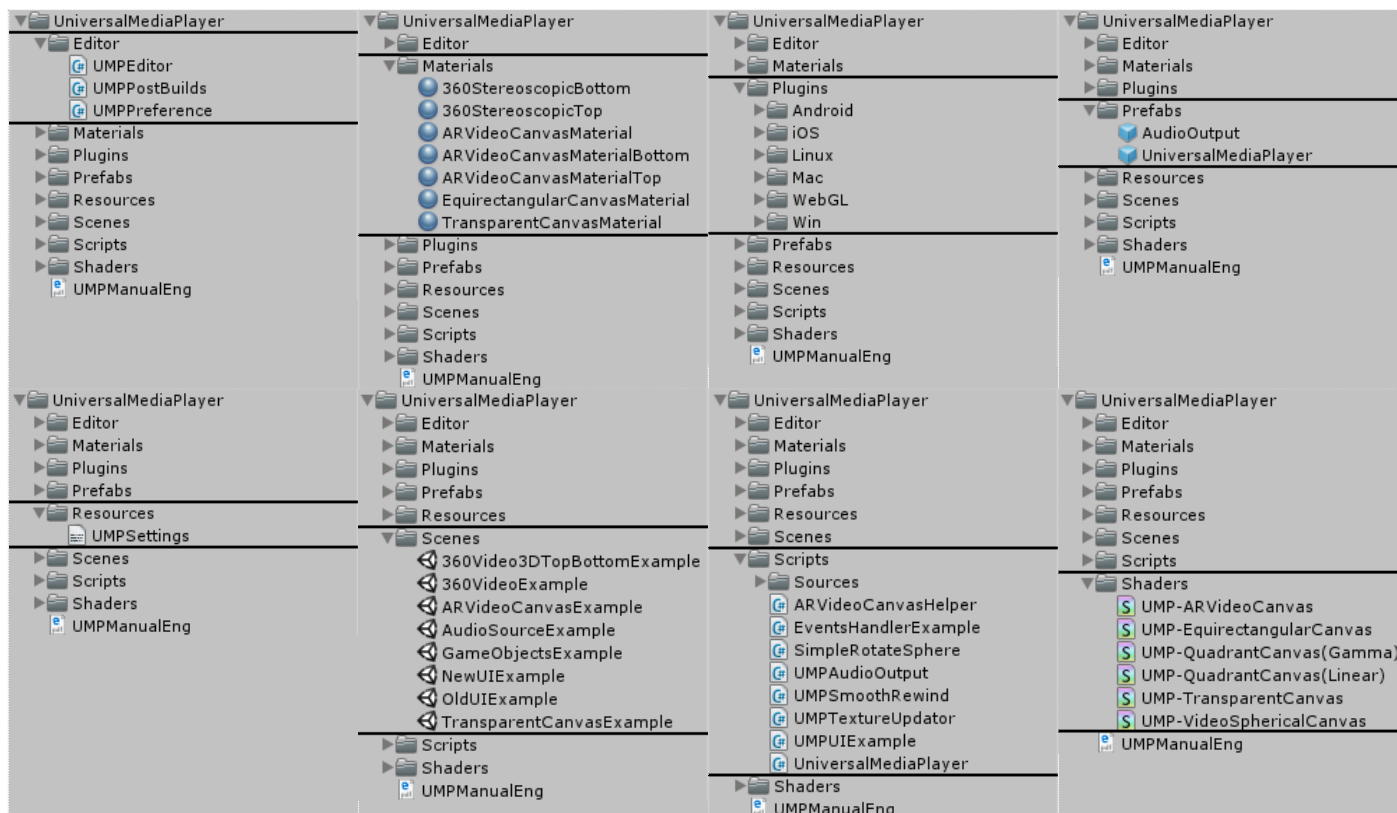 UniversalMediaPlayer
Editor
UMPEditor
UMPPostBuilds
UMPPreference
Materials
Plugins
Prefabs
Resources
Scenes
Scripts
Shaders
UMPManualEng
UniversalMediaPlayer
Editor
Materials
360StereoscopicBottom
360StereoscopicTop
ARVideoCanvasMaterial
ARVideoCanvasMaterialBottom
ARVideoCanvasMaterialTop
EquirectangularCanvasMaterial
TransparentCanvasMaterial
Plugins
Prefabs
Resources
Scenes
Scripts
Shaders
UMPManualEng
UniversalMediaPlayer
Editor
Materials
Plugins
Android
iOS
Linux
Mac
WebGL
Win
Prefabs
Resources
Scenes
Scripts
Shaders
UMPManualEng
UniversalMediaPlayer
Editor
Materials
Plugins
Prefabs
AudioOutput
UniversalMediaPlayer
Resources
Scenes
Scripts
Shaders
UMPManualEng
UniversalMediaPlayer
Editor
Materials
Plugins
Prefabs
Resources
UMPSettings
Scenes
Scripts
Shaders
UMPManualEng
UniversalMediaPlayer
Editor
Materials
Plugins
Prefabs
Resources
Scenes
360Video3DTopBottomExample
360VideoExample
ARVideoCanvasExample
AudioSourceExample
GameObjectsExample
NewUIExample
OldUIExample
TransparentCanvasExample
Scripts
Shaders
UMPManualEng
UniversalMediaPlayer
Editor
Materials
Plugins
Prefabs
Resources
Scenes
Scripts
Sources
ARVideoCanvasHelper
EventsHandlerExample
SimpleRotateSphere
UMPAudioOutput
UMPSmoothRewind
UMPTextureUpdator
UMPUIExample
UniversalMediaPlayer
Shaders
UMPManualEng
UniversalMediaPlayer
Editor
Materials
Plugins
Prefabs
Resources
Scenes
Scripts
Shaders
UMP-ARVideoCanvas
UMP-EquirectangularCanvas
UMP-QuadrantCanvas(Gamma)
UMP-QuadrantCanvas(Linear)
UMP-TransparentCanvas
UMP-VideoSphericalCanvas
UMPManualEng